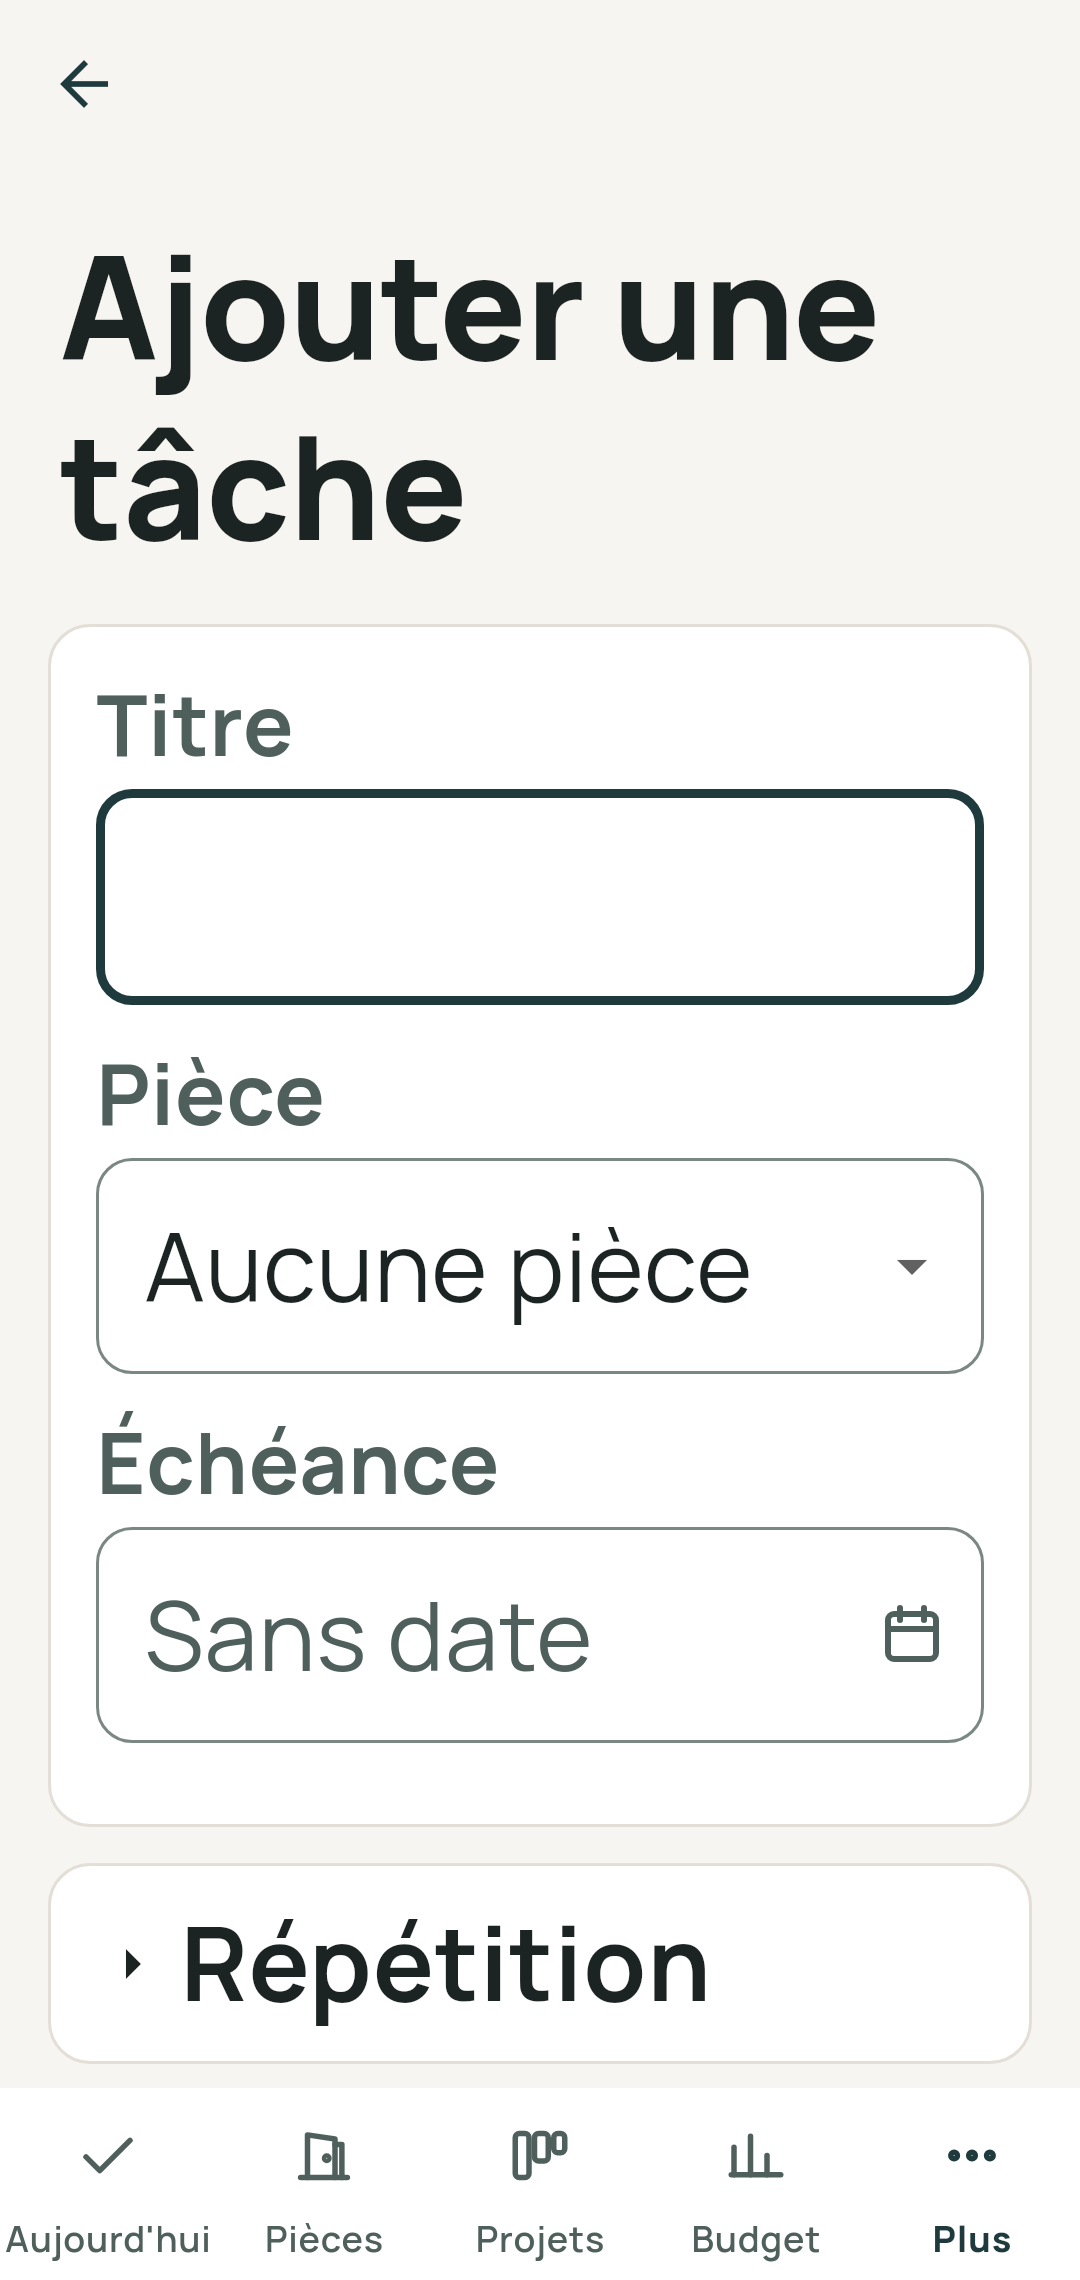 Ajouter une
tâche
Titre
Pièce
Aucune pièce
Échéance
Sans date
Répétition
Aujourd'hui
Pièces
Projets
Budget
Plus